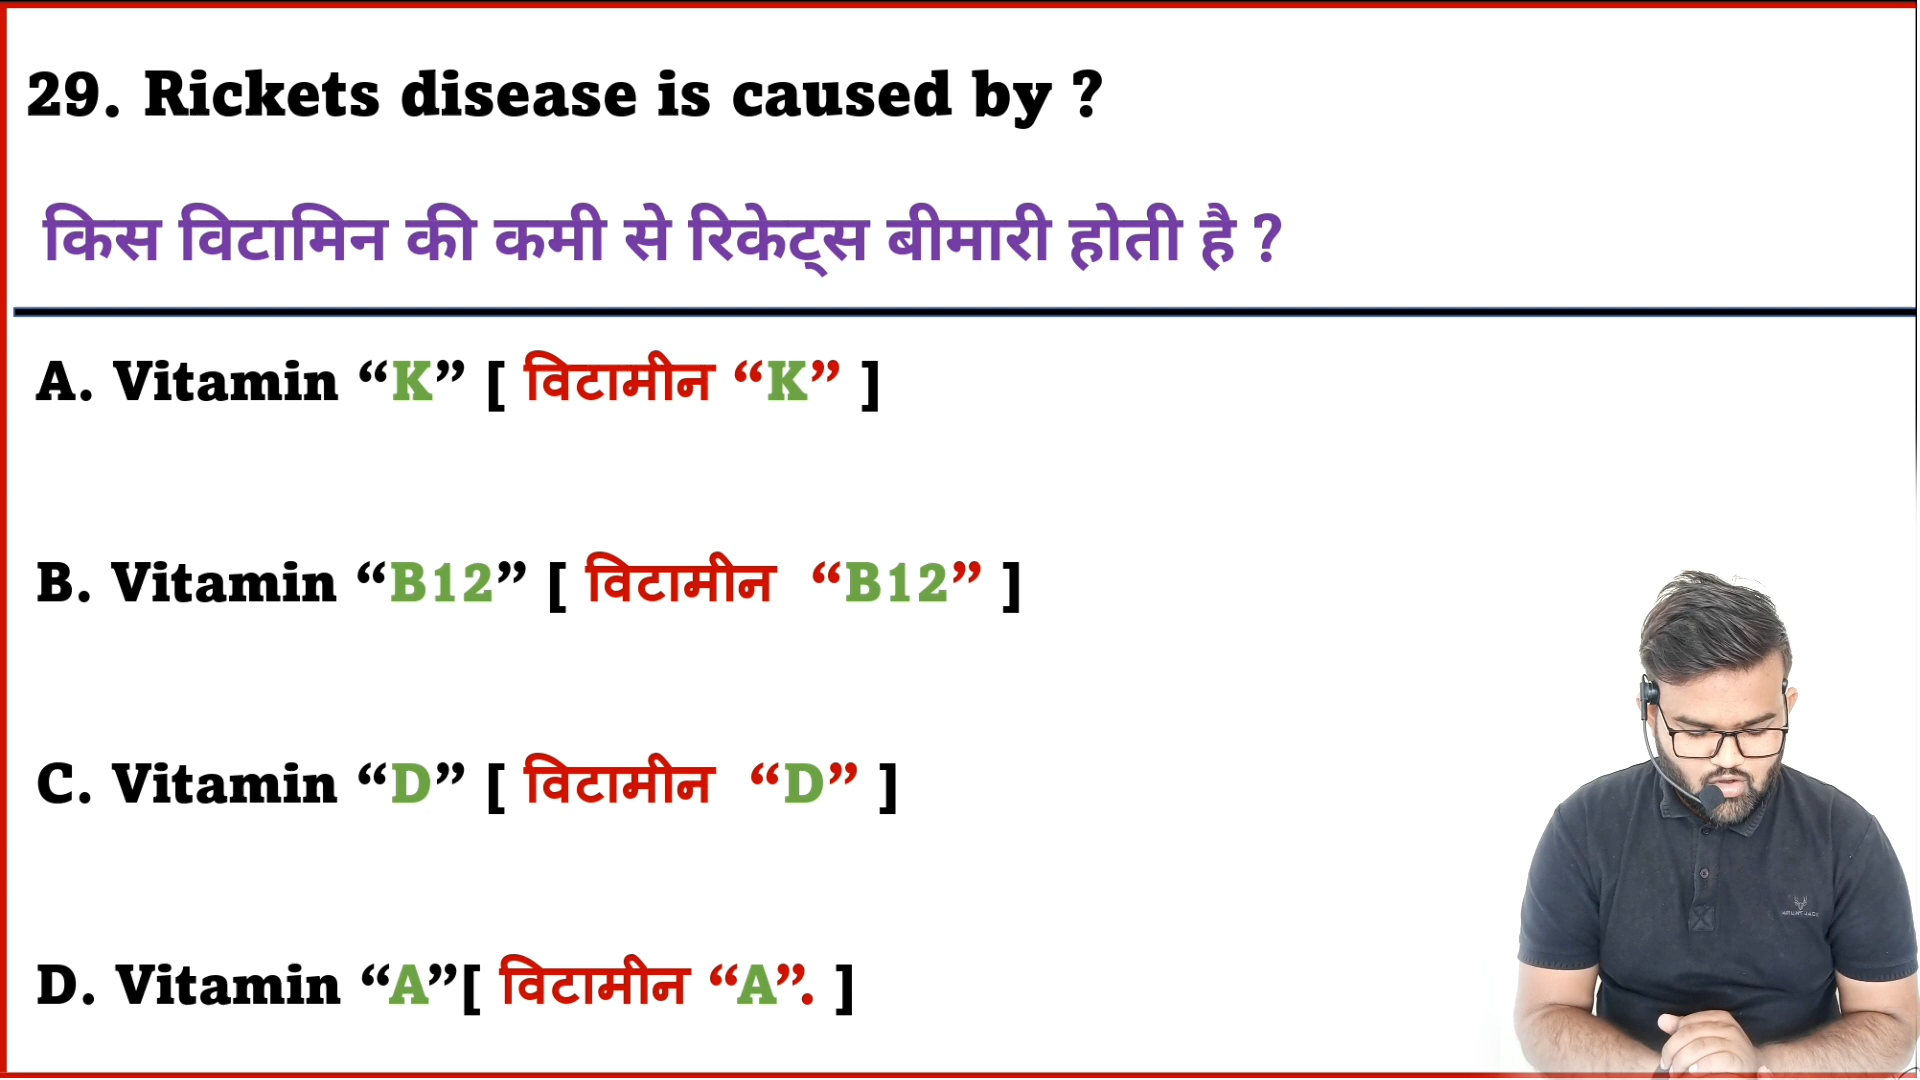 29. Rickets disease is caused by ?
किस विटामिन की कमी से रिकेट्स बीमारी होती है ?
A. Vitamin “K” [ विटामीन “K” ]
B. Vitamin “B12” [ विटामीन “B12” ]
C. Vitamin “D” [ विटामीन “D” ]
D. Vitamin “A”[ विटामीन “A”. ]